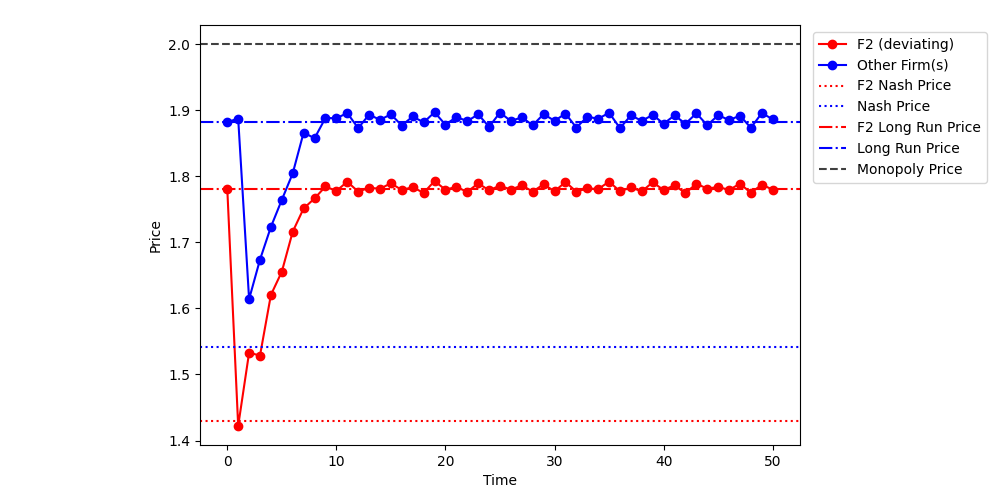 2.0
1.9
1.8
1.7
1.6
1.5
1.4
Price
0 10 20 30 40 50
Time
F2 (deviating)
Other Firm(s)
F2 Nash Price
Nash Price
F2 Long Run Price
Long Run Price
Monopoly Price